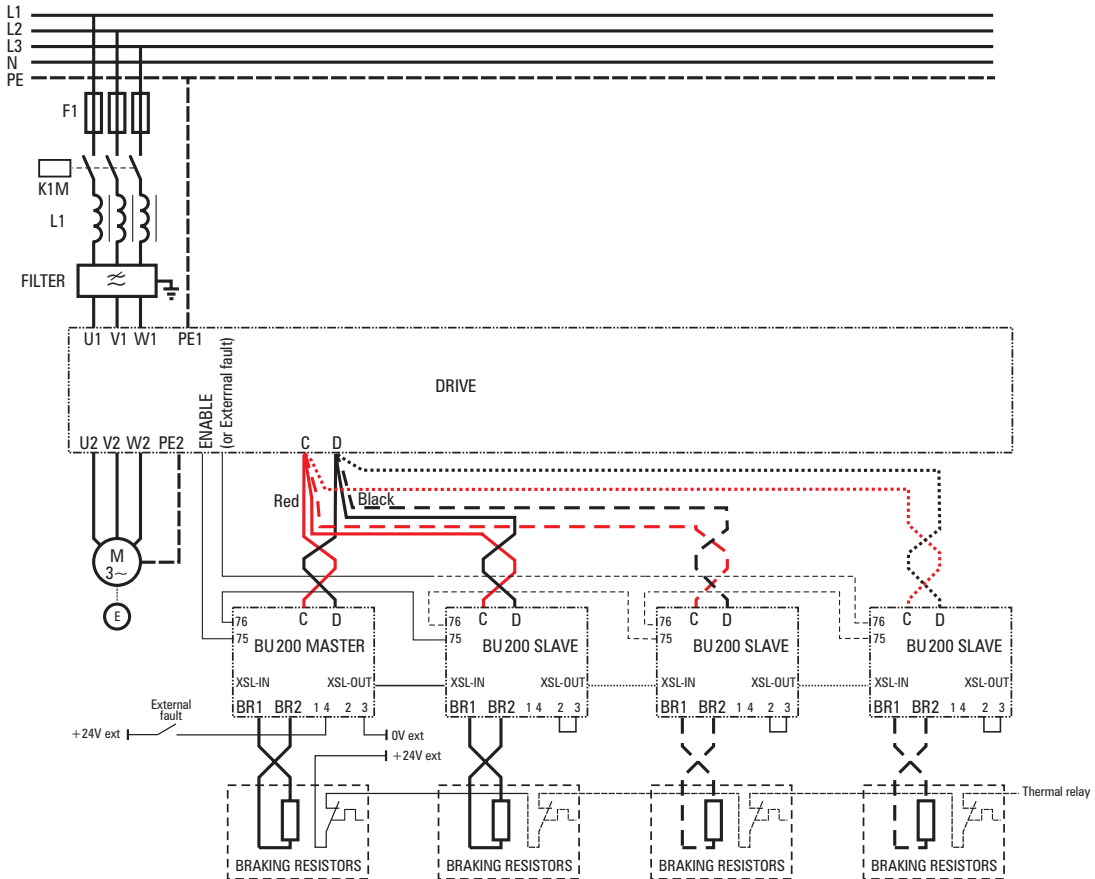 L1
L2
L3
N
PE
F1
K1M
L1
FILTER
≈
U1 V1 W1 PE1
DRIVE
ENABLE
(or Exterrnal fault)
U2 V2 W2 PE2
C D
Red
Black
M
3~
E
76 C D
75
BU200 MASTER
XSL-IN XSL-OUT
BR1 BR2 1 4 2 3
76 C D
75
BU200 SLAVE
XSL-IN XSL-OUT
BR1 BR2 1 4 2 3
76 C D
75
BU200 SLAVE
XSL-IN XSL-OUT
BR1 BR2 1 4 2 3
76 C D
75
BU200 SLAVE
XSL-IN XSL-OUT
BR1 BR2 1 4 2 3
External
fault
+24V ext
0V ext
+24V ext
Thermal relay
BRAKING RESISTORS
BRAKING RESISTORS
BRAKING RESISTORS
BRAKING RESISTORS